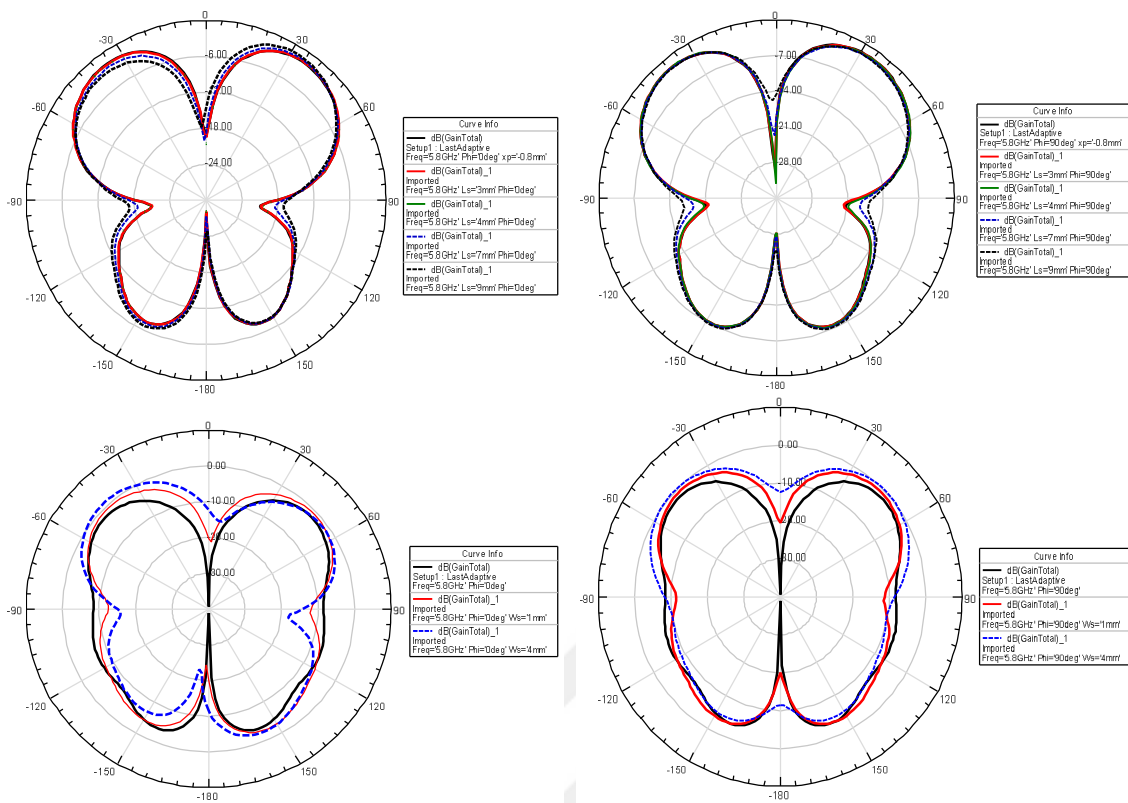 0
-30
30
-60
60
-90
90
-120
120
-150
150
-180
-6.00
-12.00
-18.00
-24.00
Curve Info
dB(GainTotal)
Setup1 : LastAdaptive
Freq='5.8GHz' Phi='0deg' xp='-0.8mm'
dB(GainTotal)_1
Imported
Freq='5.8GHz' Ls='3mm' Phi='0deg'
dB(GainTotal)_1
Imported
Freq='5.8GHz' Ls='4mm' Phi='0deg'
dB(GainTotal)_1
Imported
Freq='5.8GHz' Ls='7mm' Phi='0deg'
dB(GainTotal)_1
Imported
Freq='5.8GHz' Ls='9mm' Phi='0deg'
0
-30
30
-60
60
-90
90
-120
120
-150
150
-180
-7.00
-14.00
-21.00
-28.00
Curve Info
dB(GainTotal)
Setup1 : LastAdaptive
Freq='5.8GHz' Phi='90deg' xp='-0.8mm'
dB(GainTotal)_1
Imported
Freq='5.8GHz' Ls='3mm' Phi='90deg'
dB(GainTotal)_1
Imported
Freq='5.8GHz' Ls='4mm' Phi='90deg'
dB(GainTotal)_1
Imported
Freq='5.8GHz' Ls='7mm' Phi='90deg'
dB(GainTotal)_1
Imported
Freq='5.8GHz' Ls='9mm' Phi='90deg'
0
-30
30
-60
60
-90
90
-120
120
-150
150
-180
0.00
-10.00
-20.00
-30.00
Curve Info
dB(GainTotal)
Setup1 : LastAdaptive
Freq='5.8GHz' Phi='0deg'
dB(GainTotal)_1
Imported
Freq='5.8GHz' Phi='0deg' Ws='1mm'
dB(GainTotal)_1
Imported
Freq='5.8GHz' Phi='0deg' Ws='4mm'
0
-30
30
-60
60
-90
90
-120
120
-150
150
-180
0.00
-10.00
-20.00
-30.00
Curve Info
dB(GainTotal)
Setup1 : LastAdaptive
Freq='5.8GHz' Phi='90deg'
dB(GainTotal)_1
Imported
Freq='5.8GHz' Phi='90deg' Ws='1mm'
dB(GainTotal)_1
Imported
Freq='5.8GHz' Phi='90deg' Ws='4mm'